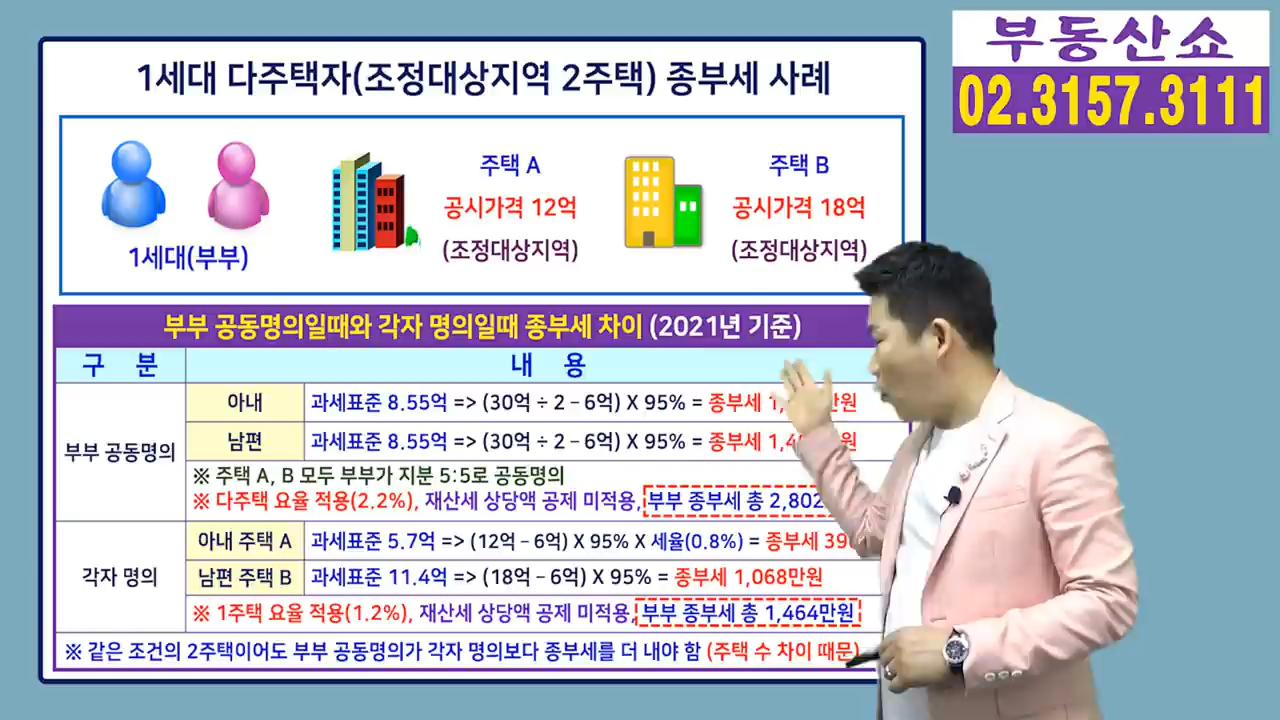 부동산쇼
02.3157.3111
1세대 다주택자(조정대상지역 2주택) 종부세 사례
1세대(부부)
주택 A
공시가격 12억
(조정대상지역)
주택 B
공시가격 18억
(조정대상지역)
부부 공동명의일때와 각자 명의일때 종부세 차이 (2021년 기준)
구 분 내 용
부부 공동명의
아내 과세표준 8.55억 => (30억 ÷ 2 – 6억) X 95% = 종부세
남편 과세표준 8.55억 => (30억 ÷ 2 – 6억) X 95% = 종부세
※ 주택 A, B 모두 부부가 지분 5:5로 공동명의
※ 다주택 요율 적용(2.2%), 재산세 상당액 공제 미적용, 부부 종부세 총 2,802
각자 명의
아내 주택 A 과세표준 5.7억 => (12억 – 6억) X 95% X 세율(0.8%) = 종부세
남편 주택 B 과세표준 11.4억 => (18억 – 6억) X 95% = 종부세 1,068만원
※ 1주택 요율 적용(1.2%), 재산세 상당액 공제 미적용, 부부 종부세 총 1,464만원
※ 같은 조건의 2주택이어도 부부 공동명의가 각자 명의보다 종부세를 더 내야 함 (주택 수 차이 때문)